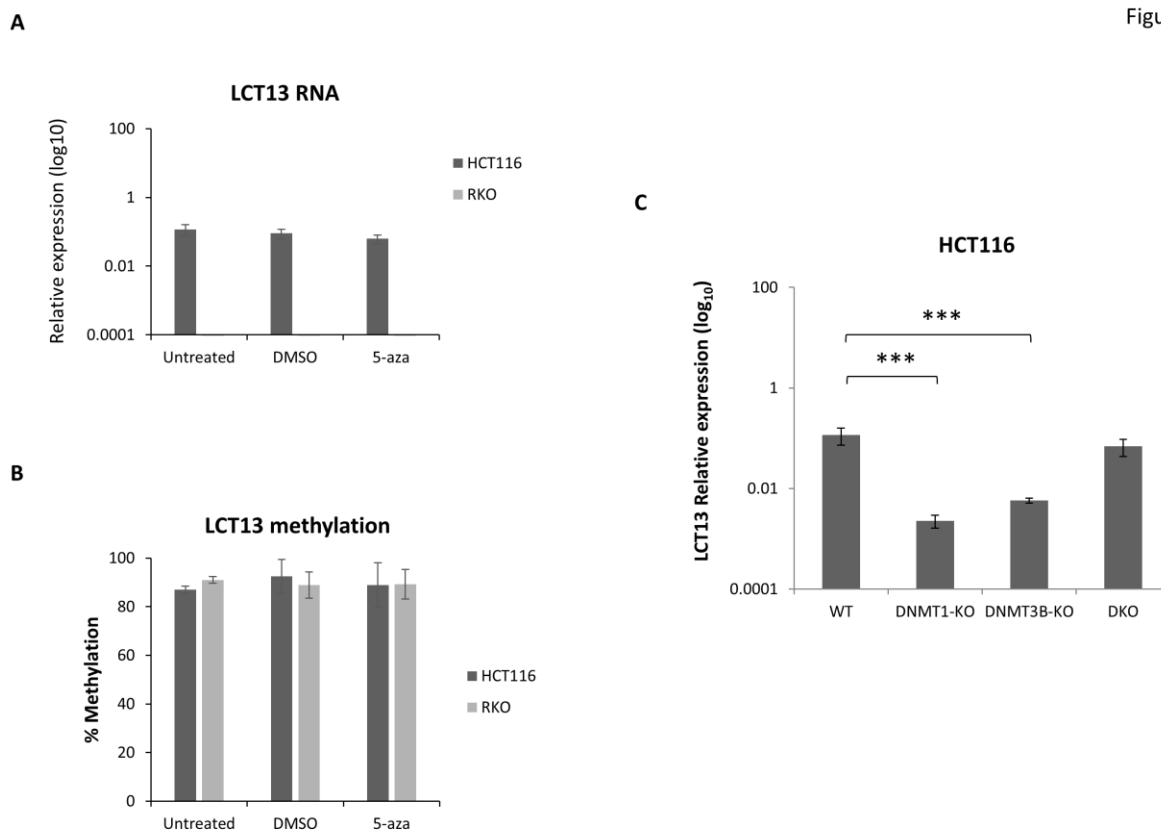 Figu
A
LCT13 RNA
Relative expression (log10)
100
1
0.01
0.0001
Untreated DMSO 5-aza
HCT116
RKO
B
LCT13 methylation
% Methylation
100
80
60
40
20
0
Untreated DMSO 5-aza
HCT116
RKO
C
HCT116
LCT13 Relative expression (log10)
100
1
0.01
0.0001
***
***
WT DNMT1-KO DNMT3B-KO DKO